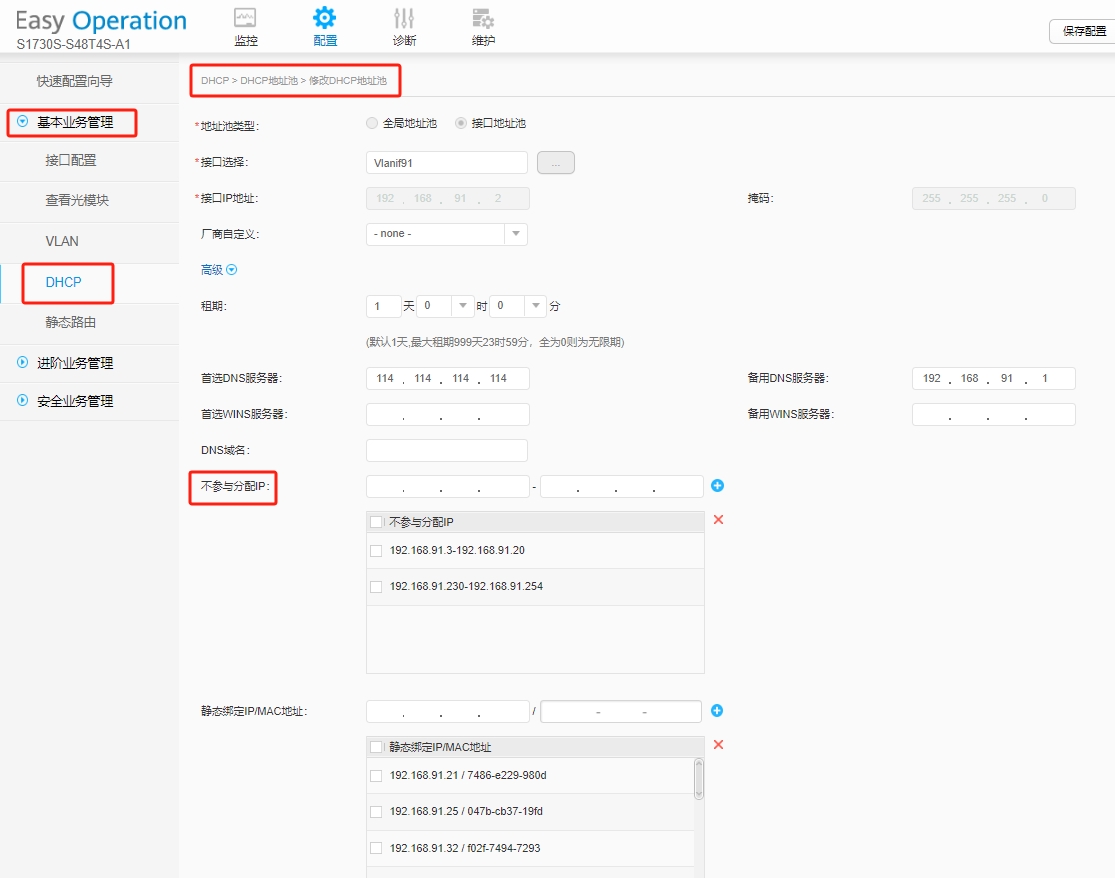 Easy Operation
S1730S-S48T4S-A1
监控
配置
诊断
维护
保存配置
快速配置向导
基本业务管理
接口配置
查看光模块
VLAN
DHCP
静态路由
进阶业务管理
安全业务管理
DHCP > DHCP地址池 > 修改DHCP地址池
*地址池类型: 全局地址池 接口地址池
*接口选择: Vlanif91 ...
*接口IP地址: 192 . 168 . 91 . 2 掩码: 255 . 255 . 255 . 0
厂商自定义: - none -
高级
租期: 1 天 0 时 0 分
(默认1天,最大租期999天23时59分，全为0则为无限期)
首选DNS服务器: 114 . 114 . 114 . 114 备用DNS服务器: 192 . 168 . 91 . 1
首选WINS服务器: . . . 备用WINS服务器: . . .
DNS域名:
不参与分配IP: . . . - . . .
不参与分配IP
192.168.91.3-192.168.91.20
192.168.91.230-192.168.91.254
静态绑定IP/MAC地址: . . . / - -
静态绑定IP/MAC地址
192.168.91.21 / 7486-e229-980d
192.168.91.25 / 047b-cb37-19fd
192.168.91.32 / f02f-7494-7293